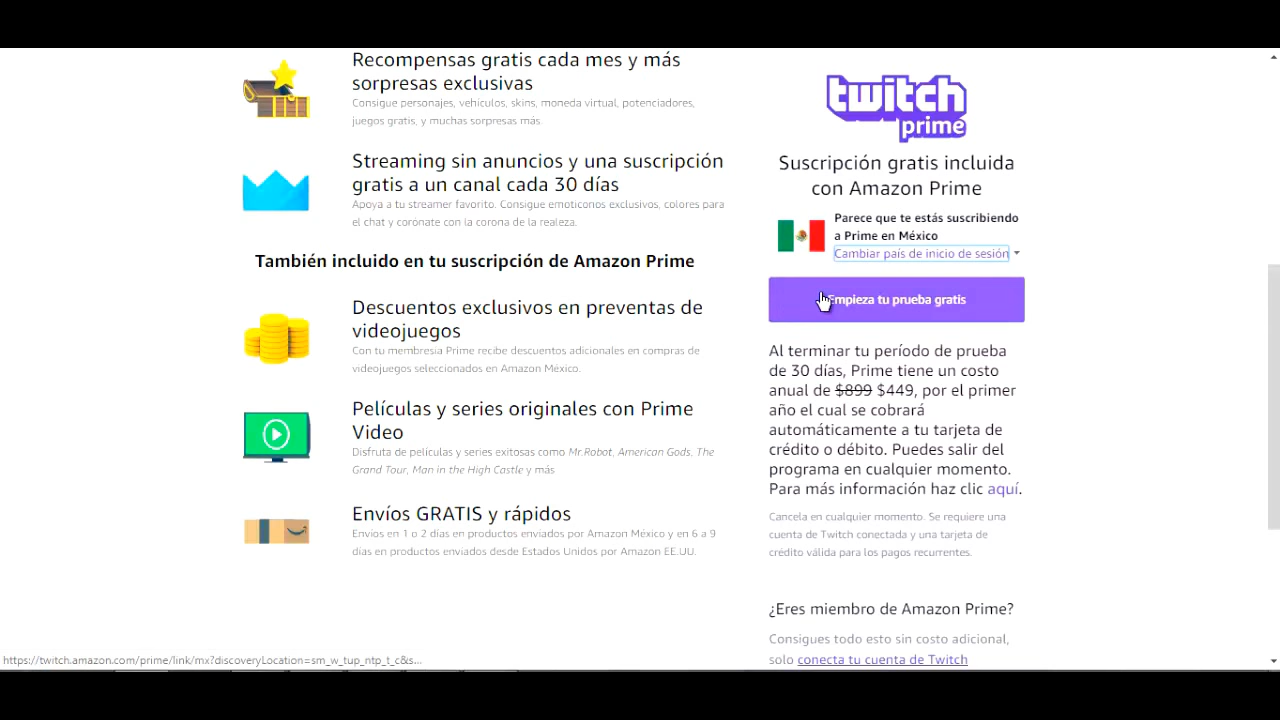 Recompensas gratis cada mes y más
sorpresas exclusivas
Consigue personajes, vehiculos, skins, moneda virtual, potenciadores,
juegos gratis, y muchas sorpresas más.
Streaming sin anuncios y una suscripción
gratis a un canal cada 30 días
Apoya a tu streamer favorito. Consigue emoticonos exclusivos, colores para
el chat y coronate con la corona de la realeza.
También incluido en tu suscripción de Amazon Prime
Descuentos exclusivos en preventas de
videojuegos
Con tu membresia Prime recibe descuentos adicionales en compras de
videojuegos seleccionados en Amazon México.
Películas y series originales con Prime
Video
Disfruta de películas y series exitosas como Mr.Robot, American Gods, The
Grand Tour, Man in the High Castle y más
Envíos GRATIS y rápidos
Envios en 1 o 2 días en productos enviados por Amazon México y en 6 a 9
días en productos enviados desde Estados Unidos por Amazon EE.UU.
twitch
prime
Suscripción gratis incluida
con Amazon Prime
Parece que te estás suscribiendo
a Prime en México
Cambiar país de inicio de sesión
Empieza tu prueba gratis
Al terminar tu período de prueba
de 30 días, Prime tiene un costo
anual de $899 $449, por el primer
año el cual se cobrará
automáticamente a tu tarjeta de
crédito o débito. Puedes salir del
programa en cualquier momento.
Para más información haz clic aquí.
Cancela en cualquier momento. Se requiere una
cuenta de Twitch conectada y una tarjeta de
crédito válida para los pagos recurrentes.
¿Eres miembro de Amazon Prime?
Consigues todo esto sin costo adicional,
solo conecta tu cuenta de Twitch
https://twitch.amazon.com/prime/link/mx?discoveryLocation=sm_w_tup_ntp_t_c&s...